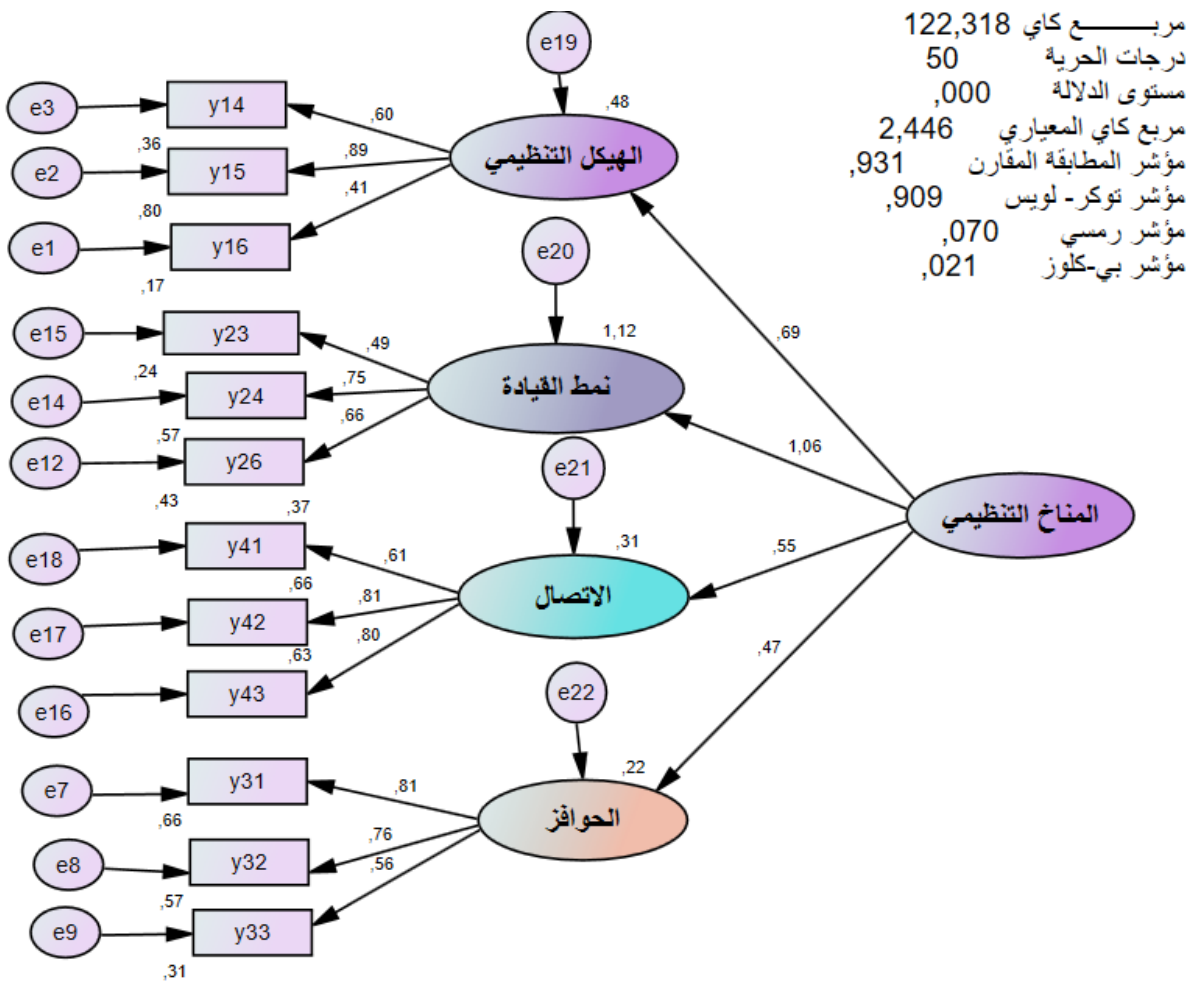 مربـــــــع كاي 122,318
درجات الحرية 50
مستوى الدلالة ,000
مربع كاي المعياري 2,446
مؤشر المطابقة المقارن ,931
مؤشر توكر- لويس ,909
مؤشر رمسي ,070
مؤشر بي-كلوز ,021
e19
,48
e3
y14
,60
الهيكل التنظيمي
,36
e2
y15
,89
,41
,80
e1
y16
,17
e20
,69
1,12
e15
y23
,49
نمط القيادة
,24
e14
y24
,75
,66
,57
e12
y26
e21
1,06
,43
,37
المناخ التنظيمي
e18
y41
,61
,31
,55
الاتصال
,66
e17
y42
,81
,80
,63
e16
y43
e22
,47
,22
e7
y31
,81
الحوافز
,66
e8
y32
,76
,56
,57
e9
y33
,31